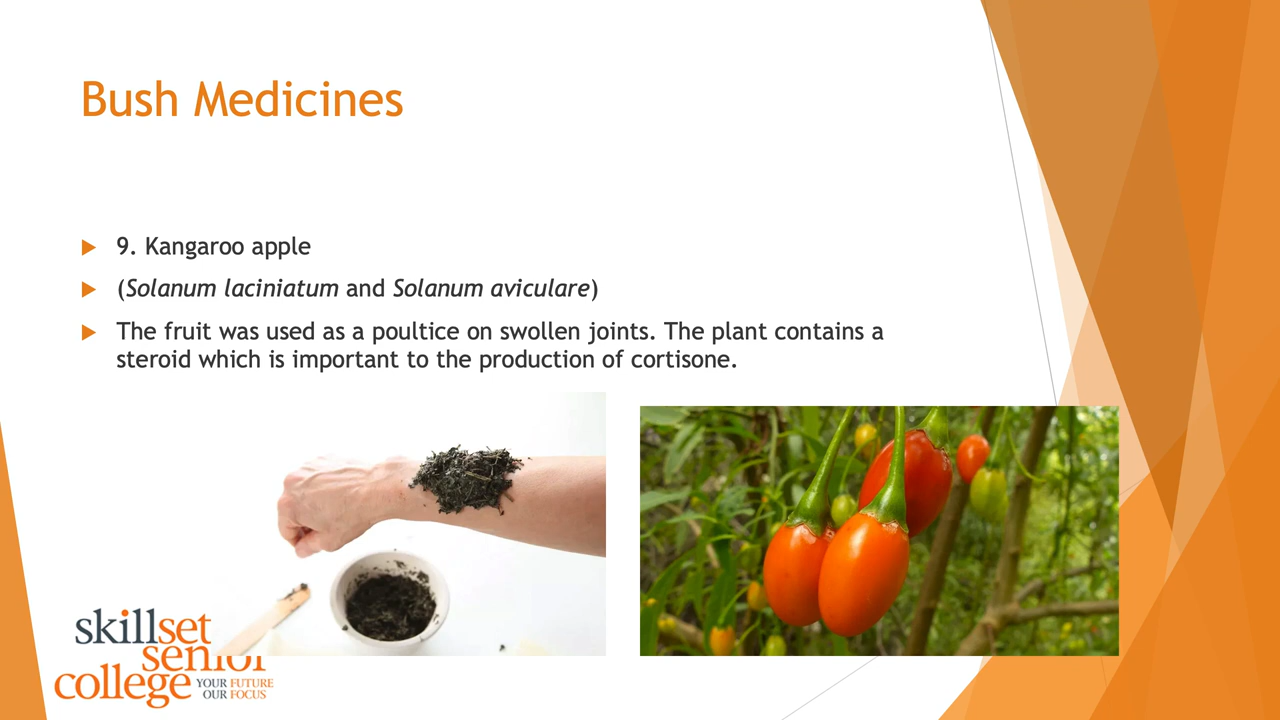 Bush Medicines
9. Kangaroo apple
(Solanum laciniatum and Solanum aviculare)
The fruit was used as a poultice on swollen joints. The plant contains a
steroid which is important to the production of cortisone.
skillset
senior
college YOUR FUTURE
OUR FOCUS